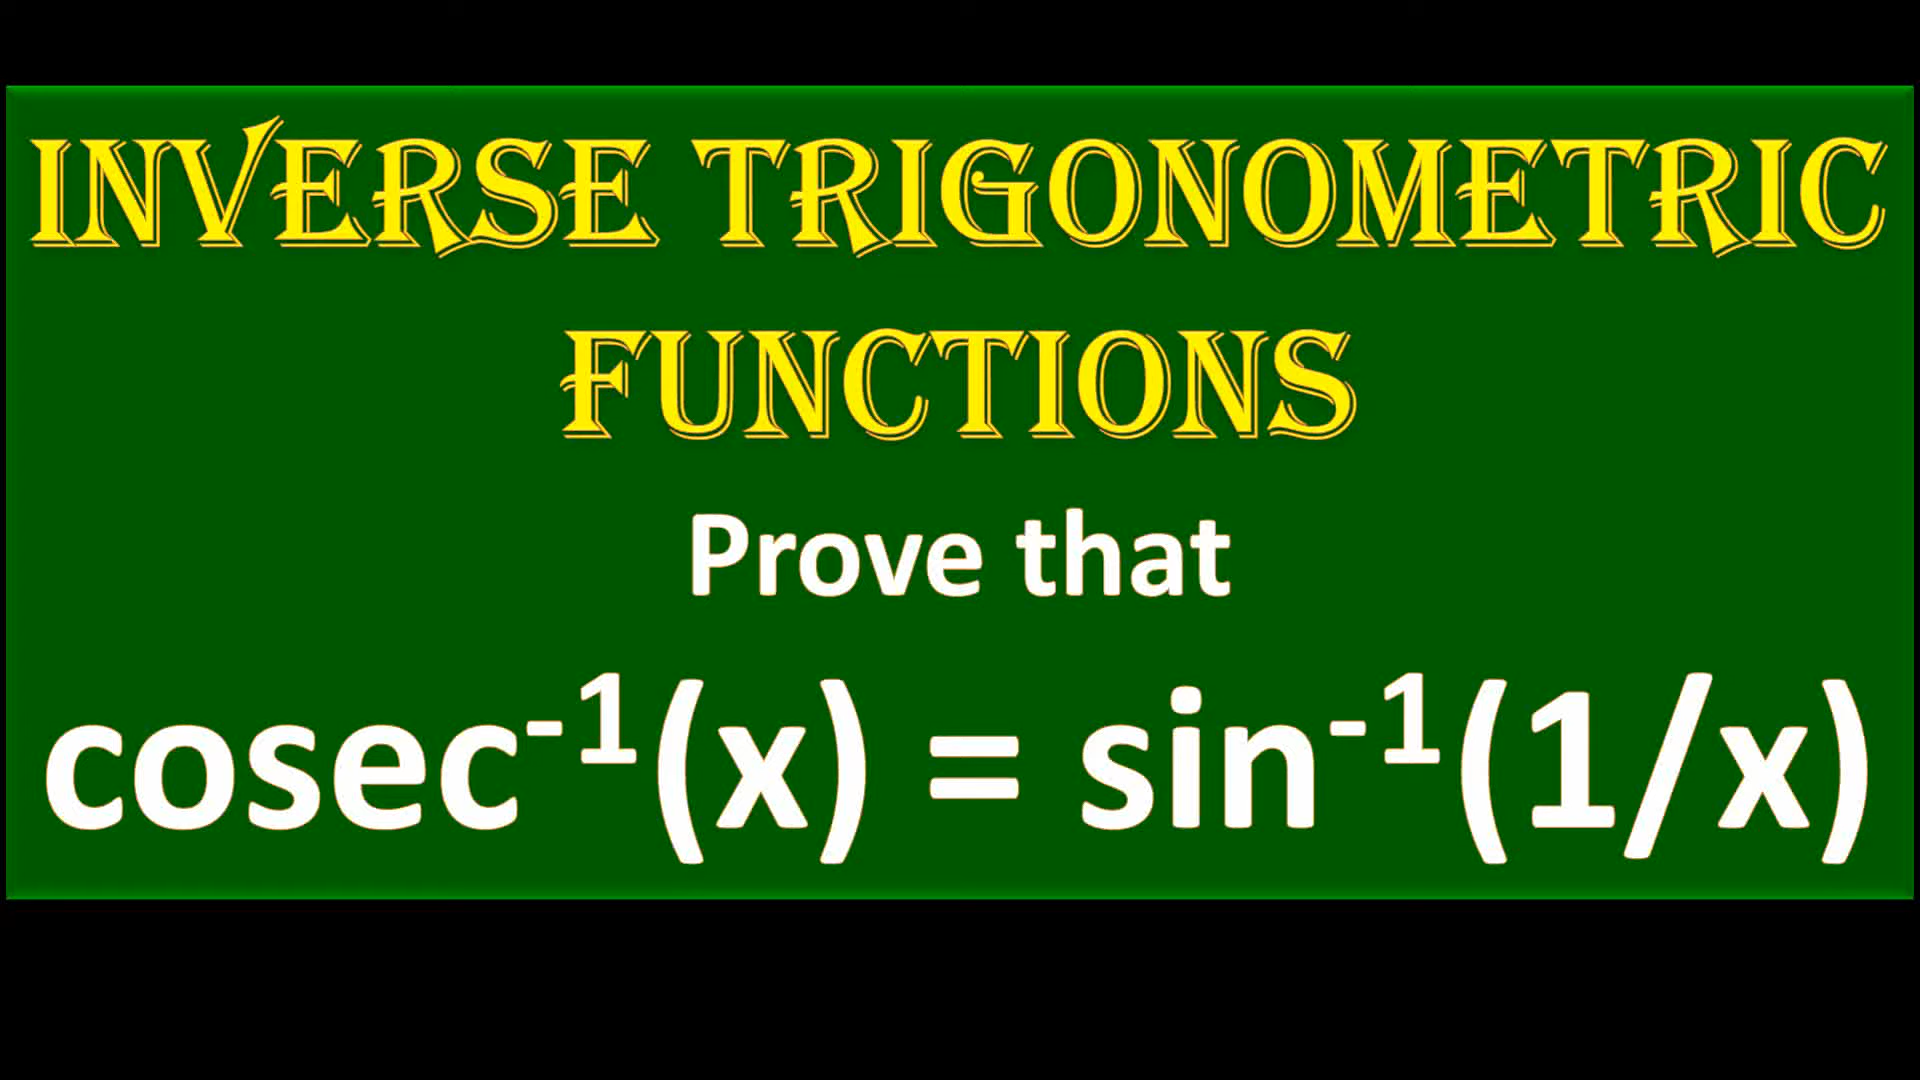 INVERSE TRIGONOMETRIC
FUNCTIONS
Prove that
cosec⁻¹(x) = sin⁻¹(1/x)